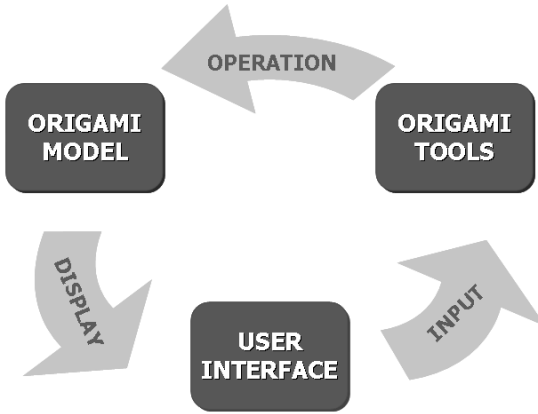 OPERATION
ORIGAMI
MODEL
ORIGAMI
TOOLS
DISPLAY
INPUT
USER
INTERFACE